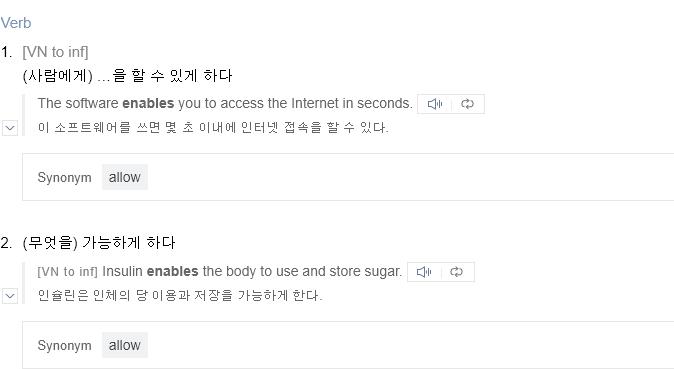 Verb
1. [VN to inf]
(사람에게) …을 할 수 있게 하다
The software enables you to access the Internet in seconds.
이 소프트웨어를 쓰면 몇 초 이내에 인터넷 접속을 할 수 있다.
Synonym allow
2. (무엇을) 가능하게 하다
[VN to inf] Insulin enables the body to use and store sugar.
인슐린은 인체의 당 이용과 저장을 가능하게 한다.
Synonym allow